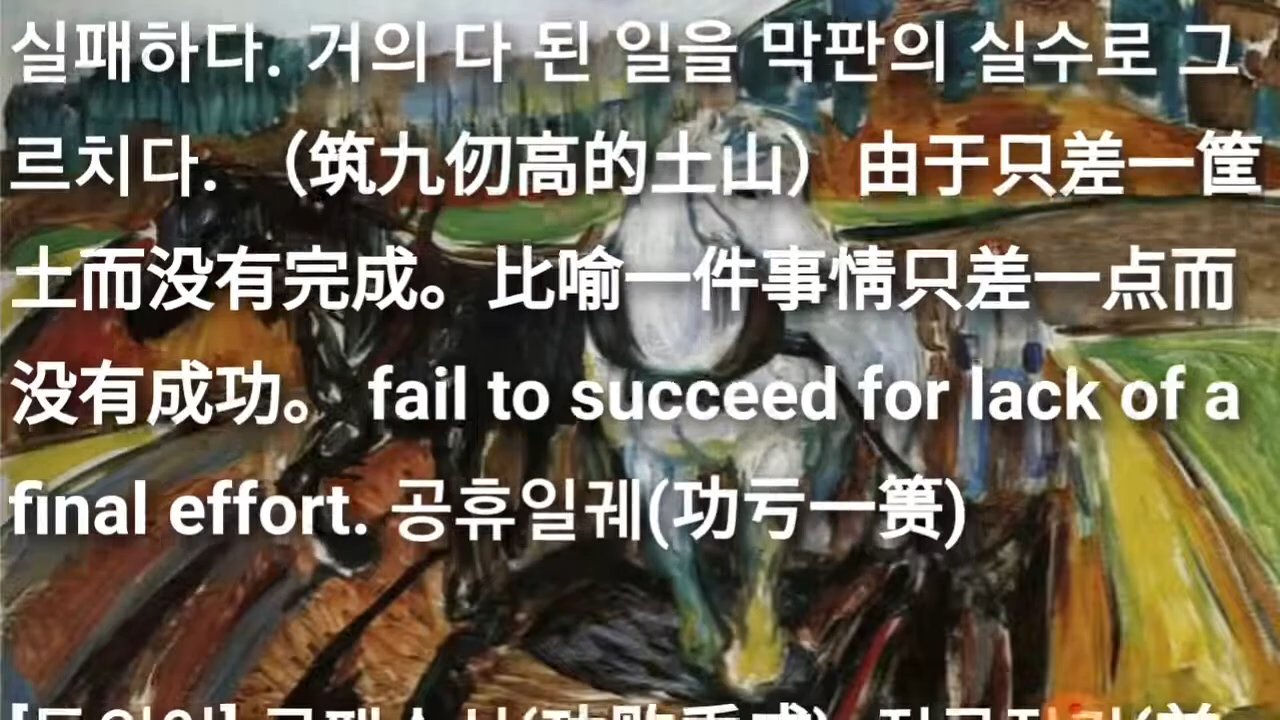 실패하다. 거의 다 된 일을 막판의 실수로 그
르치다. （筑九仞高的土山）由于只差一筐
土而没有完成。比喻一件事情只差一点而
没有成功。 fail to succeed for lack of a
final effort. 공휴일궤(功亏一篑)